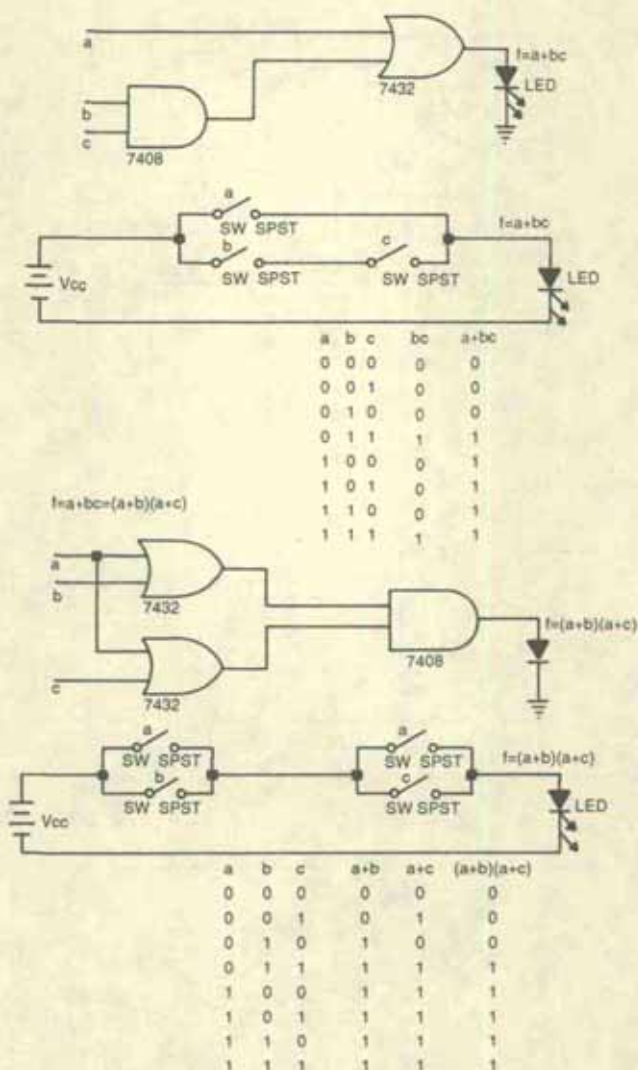 a
7432
f=a+bc
LED
b
c
7408
a
SW SPST
f=a+bc
b
c
SW SPST
SW SPST
Vcc
LED
a b c bc a+bc
0 0 0 0 0
0 0 1 0 0
0 1 0 0 0
0 1 1 1 1
1 0 0 0 1
1 0 1 0 1
1 1 0 0 1
1 1 1 1 1
f=a+bc=(a+b)(a+c)
a
b
7432
f=(a+b)(a+c)
7408
c
7432
a
SW SPST
a
SW SPST
f=(a+b)(a+c)
b
SW SPST
c
SW SPST
Vcc
LED
a b c a+b a+c (a+b)(a+c)
0 0 0 0 0 0
0 0 1 0 1 0
0 1 0 1 0 0
0 1 1 1 1 1
1 0 0 1 1 1
1 0 1 1 1 1
1 1 0 1 1 1
1 1 1 1 1 1